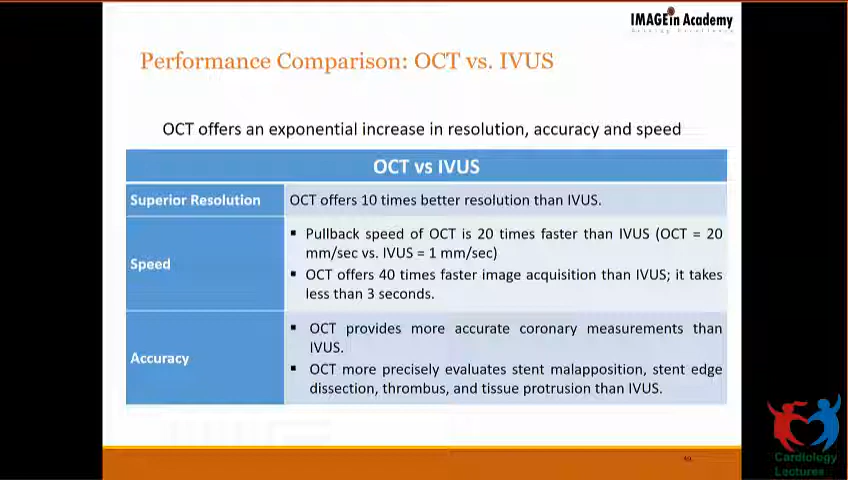 IMAGEin Academy
Performance Comparison: OCT vs. IVUS
OCT offers an exponential increase in resolution, accuracy and speed
OCT vs IVUS
Superior Resolution
OCT offers 10 times better resolution than IVUS.
Speed
▪ Pullback speed of OCT is 20 times faster than IVUS (OCT = 20
mm/sec vs. IVUS = 1 mm/sec)
▪ OCT offers 40 times faster image acquisition than IVUS; it takes
less than 3 seconds.
Accuracy
▪ OCT provides more accurate coronary measurements than
IVUS.
▪ OCT more precisely evaluates stent malapposition, stent edge
dissection, thrombus, and tissue protrusion than IVUS.
Cardiology
Lectures